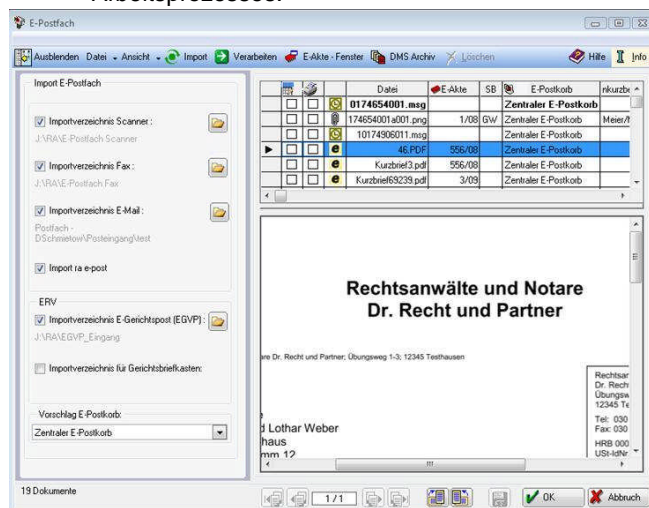 Arbeitsprozesses.
E-Postfach
Ausblenden Datei Ansicht Import Verarbeiten E-Akte - Fenster DMS Archiv Löschen Hilfe Info
Import E-Postfach
Importverzeichnis Scanner :
J:\RA\E-Postfach Scanner
Importverzeichnis Fax :
J:\RA\E-Postfach Fax
Importverzeichnis E-Mail :
Postfach -
DSchmietow\Posteingang\test
Import ra e-post
ERV
Importverzeichnis E-Gerichtspost (EGVP) :
J:\RA\EGVP_Eingang
Importverzeichnis für Gerichtsbriefkasten:
Vorschlag E-Postkorb:
Zentraler E-Postkorb
Datei E-Akte SB E-Postkorb nkurzbe
0174654001.msg Zentraler E-Postkorb
174654001a001.png 1/08 GW Zentraler E-Postkorb Meier/
10174906011.msg Zentraler E-Postkorb
46.PDF 556/08 Zentraler E-Postkorb
Kurzbrief3.pdf 556/08 Zentraler E-Postkorb
Kurzbrief69239.pdf 3/09 Zentraler E-Postkorb
Rechtsanwälte und Notare
Dr. Recht und Partner
Dr. Recht und Partner; Übungsweg 1-3; 12345 Testhausen
d Lothar Weber
haus
mm 12
Rechtsar
Dr. Rech
Übungsw
12345 Te
Tel: 030
Fax: 030
HRB 000
USt-IdNr.
19 Dokumente
1 / 1
OK
Abbruch